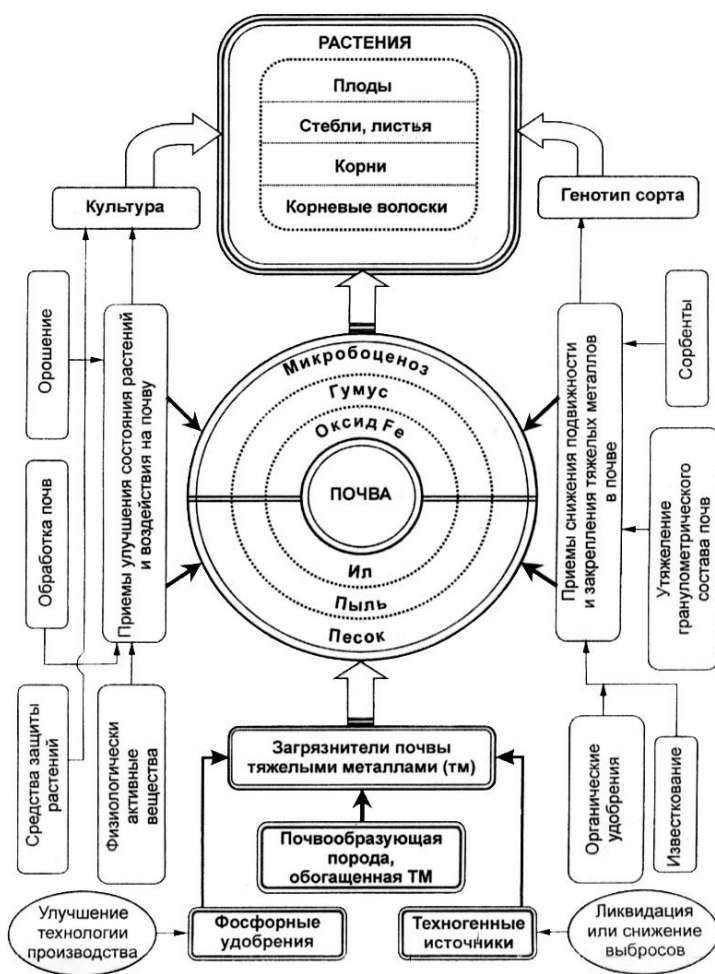 РАСТЕНИЯ
Плоды
Стебли, листья
Корни
Корневые волоски
Культура
Генотип сорта
Орошение
Обработка почв
Средства защиты
растений
Приемы улучшения состояния растений
и воздействия на почву
Физиологически
активные
вещества
Микробоценоз
Гумус
Оксид Fe
ПОЧВА
Ил
Пыль
Песок
Приемы снижения подвижности
и закрепления тяжелых металлов
в почве
Сорбенты
Утяжеление
гранулометрического
состава почв
Органические
удобрения
Известкование
Загрязнители почвы
тяжелыми металлами (тм)
Почвообразующая
порода,
обогащенная ТМ
Улучшение
технологии
производства
Фосфорные
удобрения
Техногенные
источники
Ликвидация
или снижение
выбросов